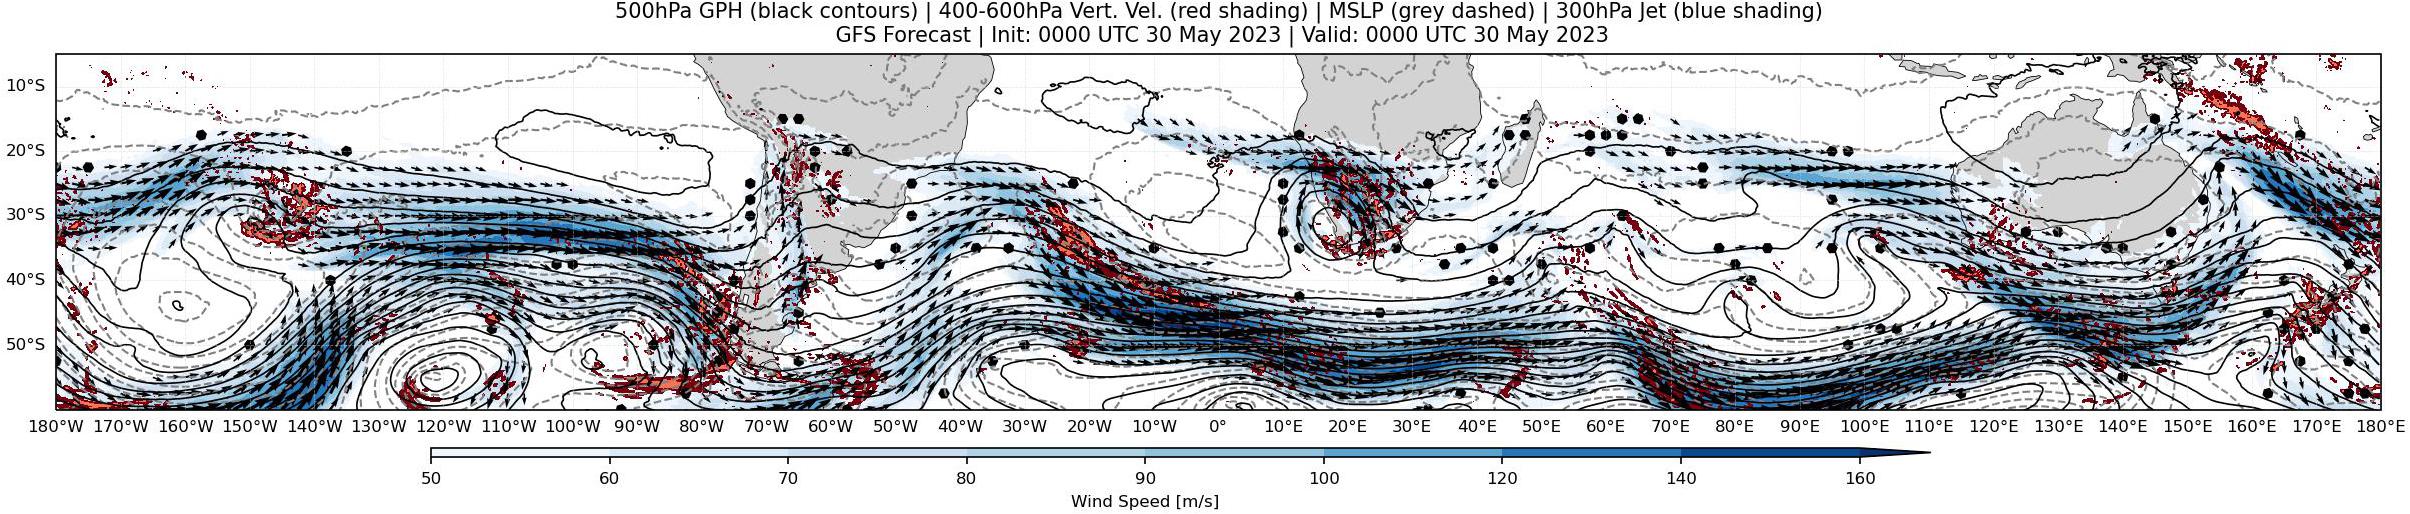 500hPa GPH (black contours) | 400-600hPa Vert. Vel. (red shading) | MSLP (grey dashed) | 300hPa Jet (blue shading)
GFS Forecast | Init: 0000 UTC 30 May 2023 | Valid: 0000 UTC 30 May 2023
10°S
20°S
30°S
40°S
50°S
180°W 170°W 160°W 150°W 140°W 130°W 120°W 110°W 100°W 90°W 80°W 70°W 60°W 50°W 40°W 30°W 20°W 10°W 0° 10°E 20°E 30°E 40°E 50°E 60°E 70°E 80°E 90°E 100°E 110°E 120°E 130°E 140°E 150°E 160°E 170°E 180°E
50 60 70 80 90 100 120 140 160
Wind Speed [m/s]